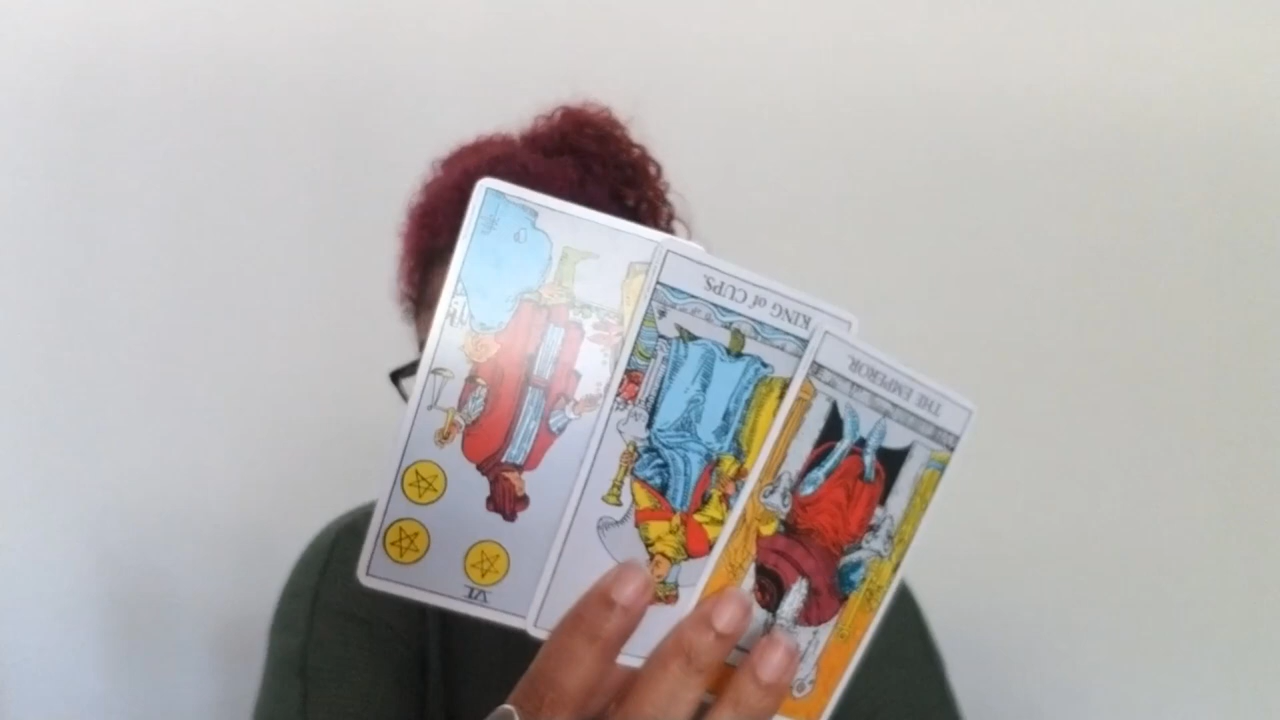 KING of CUPS.
THE EMPEROR.
VI